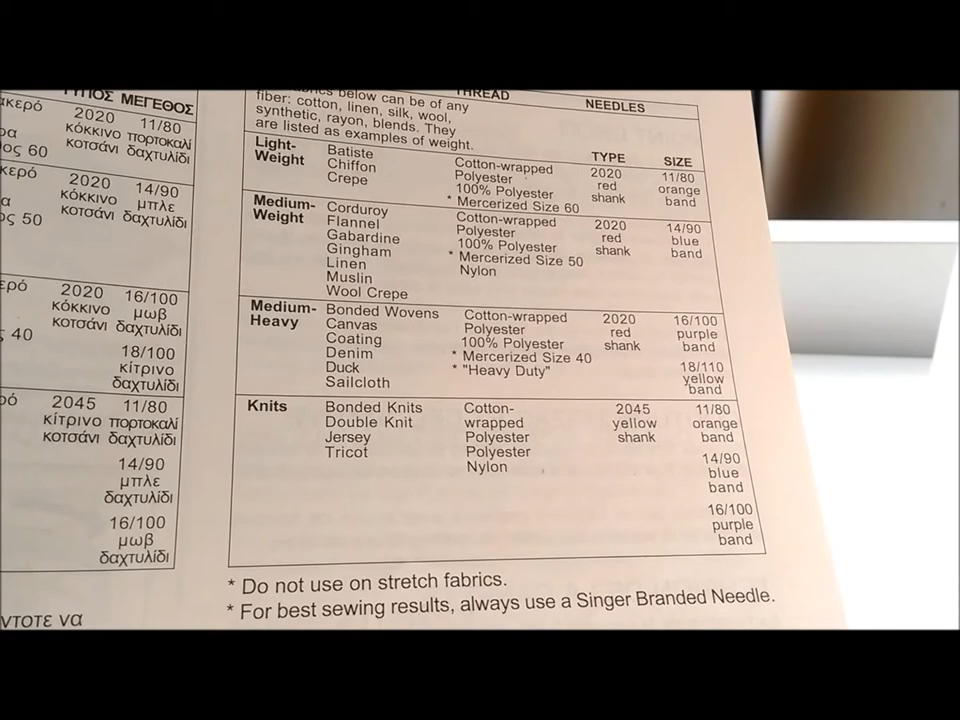 ΤΥΠΟΣ ΜΕΓΕΘΟΣ
2020 11/80
κόκκινο πορτοκαλί
κοτσάνι δαχτυλίδι
60
2020 14/90
κόκκινο μπλε
κοτσάνι δαχτυλίδι
50
2020 16/100
κόκκινο μωβ
κοτσάνι δαχτυλίδι
40
18/100
κίτρινο
δαχτυλίδι
2045 11/80
κίτρινο πορτοκαλί
κοτσάνι δαχτυλίδι
14/90
μπλε
δαχτυλίδι
16/100
μωβ
δαχτυλίδι
να
THREAD NEEDLES
below can be of any
fiber: cotton, linen, silk, wool,
synthetic, rayon, blends. They
are listed as examples of weight.
TYPE SIZE
Light-
Weight
Batiste
Chiffon
Crepe
Cotton-wrapped
Polyester
100% Polyester
* Mercerized Size 60
2020
red
shank
11/80
orange
band
Medium-
Weight
Corduroy
Flannel
Gabardine
Gingham
Linen
Muslin
Wool Crepe
Cotton-wrapped
Polyester
100% Polyester
* Mercerized Size 50
Nylon
2020
red
shank
14/90
blue
band
Medium-
Heavy
Bonded Wovens
Canvas
Coating
Denim
Duck
Sailcloth
Cotton-wrapped
Polyester
100% Polyester
* Mercerized Size 40
* "Heavy Duty"
2020
red
shank
16/100
purple
band
18/110
yellow
band
Knits
Bonded Knits
Double Knit
Jersey
Tricot
Cotton-
wrapped
Polyester
Polyester
Nylon
2045
yellow
shank
11/80
orange
band
14/90
blue
band
16/100
purple
band
* Do not use on stretch fabrics.
* For best sewing results, always use a Singer Branded Needle.